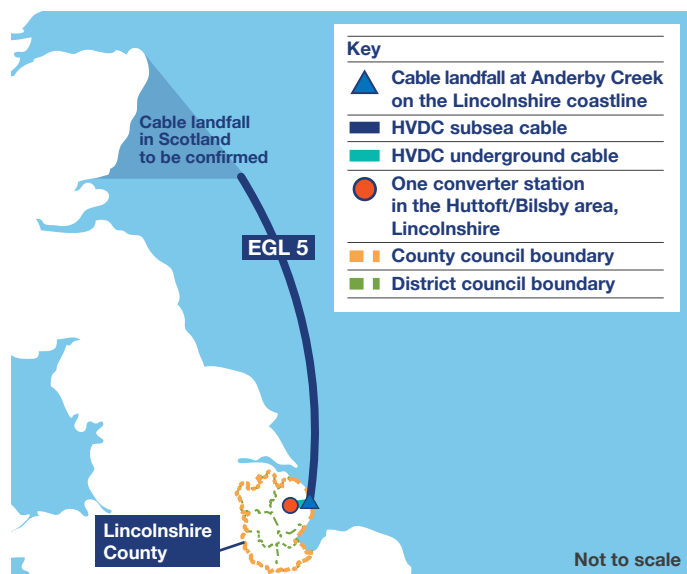 Key
Cable landfall at Anderby Creek
on the Lincolnshire coastline
HVDC subsea cable
HVDC underground cable
One converter station
in the Huttoft/Bilsby area,
Lincolnshire
County council boundary
District council boundary
Cable landfall
in Scotland
to be confirmed
EGL 5
Lincolnshire
County
Not to scale